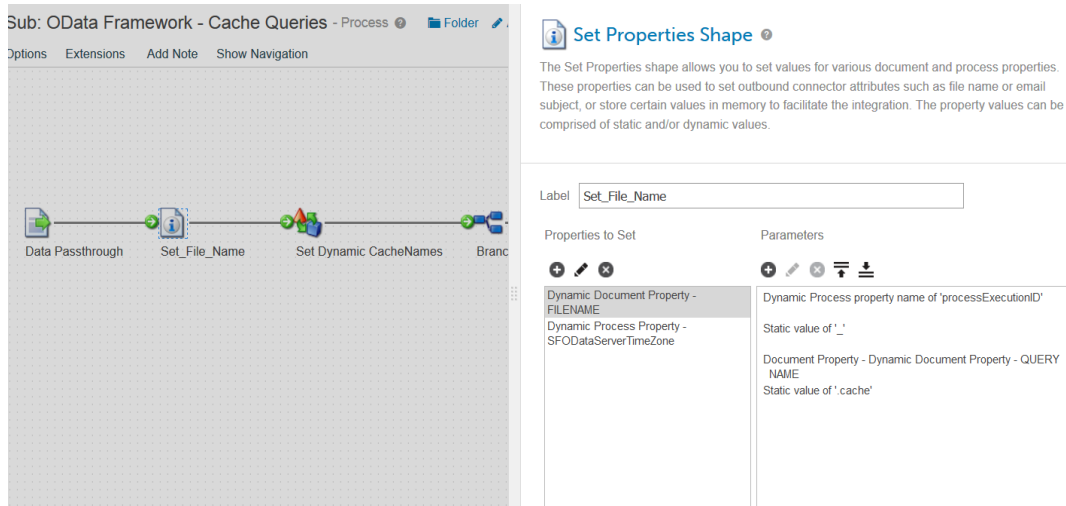 Sub: OData Framework - Cache Queries - Process
Folder
Options Extensions Add Note Show Navigation
Data Passthrough
Set_File_Name
Set Dynamic CacheNames
Branc
Set Properties Shape
The Set Properties shape allows you to set values for various document and process properties.
These properties can be used to set outbound connector attributes such as file name or email
subject, or store certain values in memory to facilitate the integration. The property values can be
comprised of static and/or dynamic values.
Label Set_File_Name
Properties to Set
Dynamic Document Property -
FILENAME
Dynamic Process Property -
SFODataServerTimeZone
Parameters
Dynamic Process property name of 'processExecutionID'
Static value of '_'
Document Property - Dynamic Document Property - QUERY
NAME
Static value of '.cache'